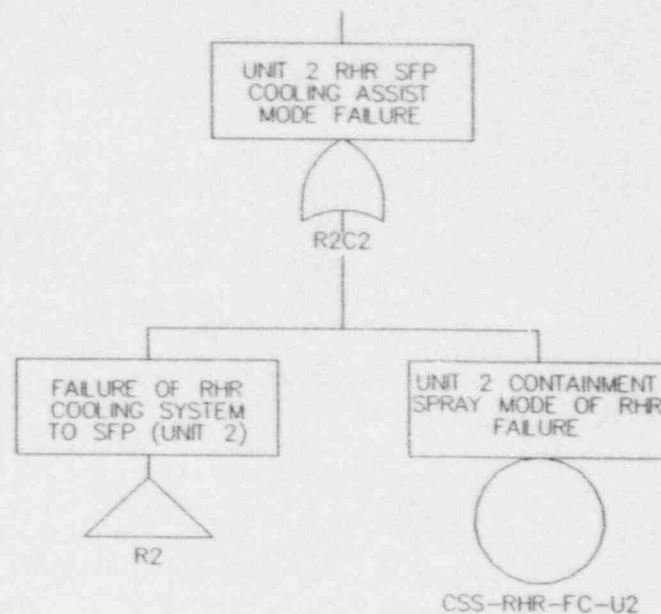 UNIT 2 RHR SFP
COOLING ASSIST
MODE FAILURE
R2C2
FAILURE OF RHR
COOLING SYSTEM
TO SFP (UNIT 2)
R2
UNIT 2 CONTAINMENT
SPRAY MODE OF RHR
FAILURE
CSS-RHR-FC-U2